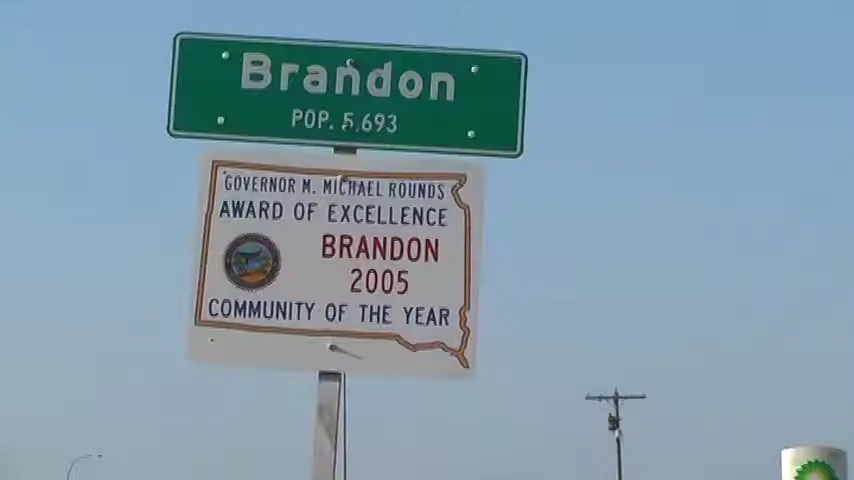 Brandon
POP. 5,693
GOVERNOR M. MICHAEL ROUNDS
AWARD OF EXCELLENCE
BRANDON
2005
COMMUNITY OF THE YEAR